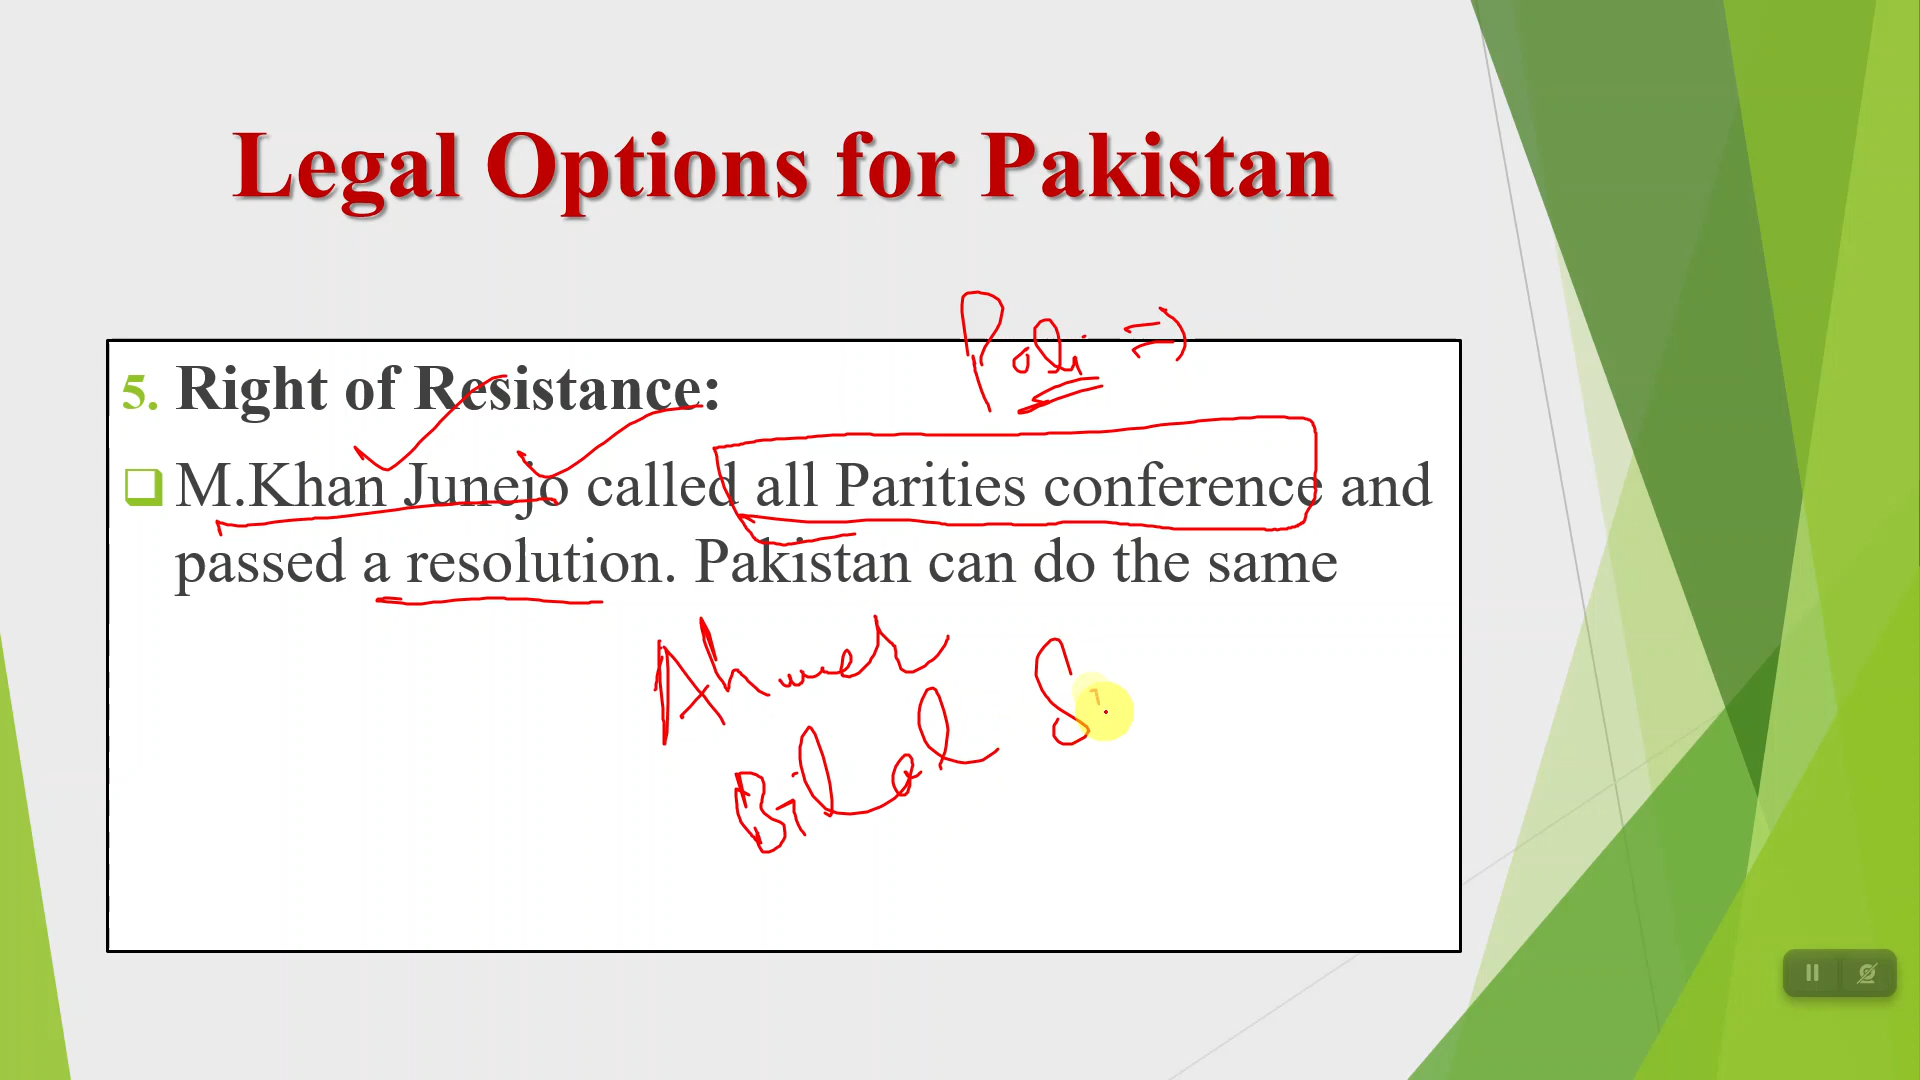 Legal Options for Pakistan
Poli =>
5. Right of Resistance:
❑ M.Khan Junejo called all Parities conference and
passed a resolution. Pakistan can do the same
Ahmed
Bilal S